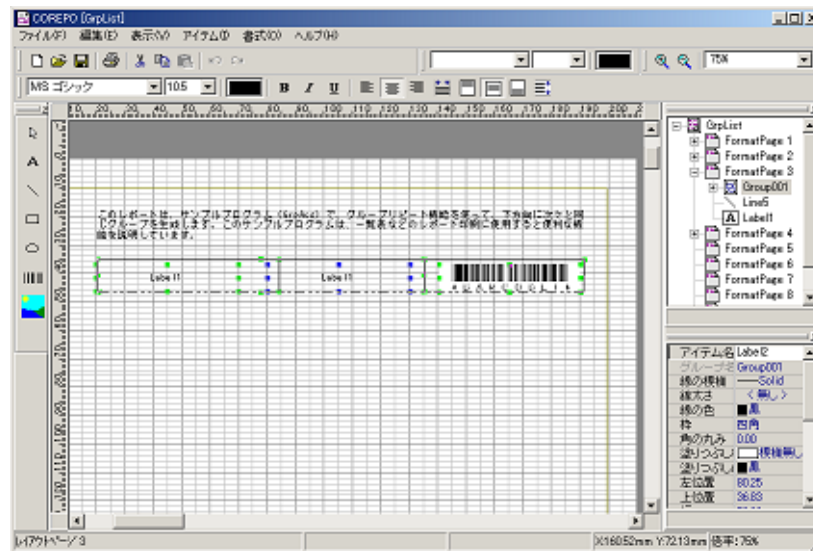 COREPO [GrpList]
ファイル(F) 編集(E) 表示(V) アイテム(I) 書式(O) ヘルプ(H)
75%
MS ゴシック 10.5 B I U
このレポートは、サンプルプログラム (GrpRcd) で、グループリピート機能を使って、下方向に次々と同
じグループを生成します。このサンプルプログラムは、一覧表などのレポート印刷に使用すると便利な機
能を説明しています。
Label1 Label1
GrpList
FormatPage 1
FormatPage 2
FormatPage 3
Group001
Line5
A Label1
FormatPage 4
FormatPage 5
FormatPage 6
FormatPage 7
FormatPage 8
アイテム名 Label2
グループ名 Group001
線の模様 Solid
線太さ <無し>
線の色 黒
枠 四角
角の丸み 0.00
塗りつぶし 模様無し
塗りつぶし 黒
左位置 80.25
上位置 36.83
レイアウトページ 3
X:160.52mm Y:72.13mm 倍率:75%